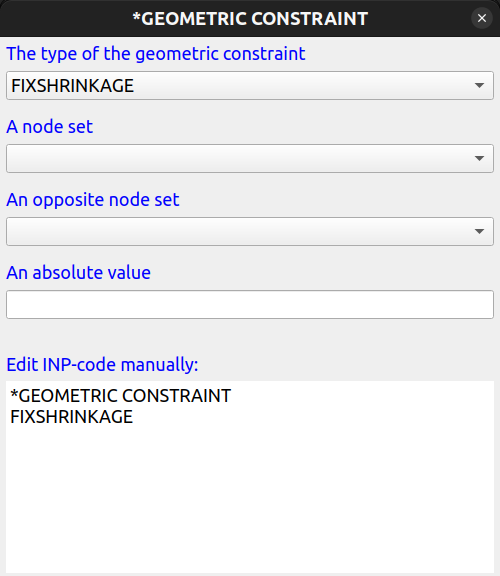 *GEOMETRIC CONSTRAINT
The type of the geometric constraint
FIXSHRINKAGE
A node set
An opposite node set
An absolute value
Edit INP-code manually:
*GEOMETRIC CONSTRAINT
FIXSHRINKAGE